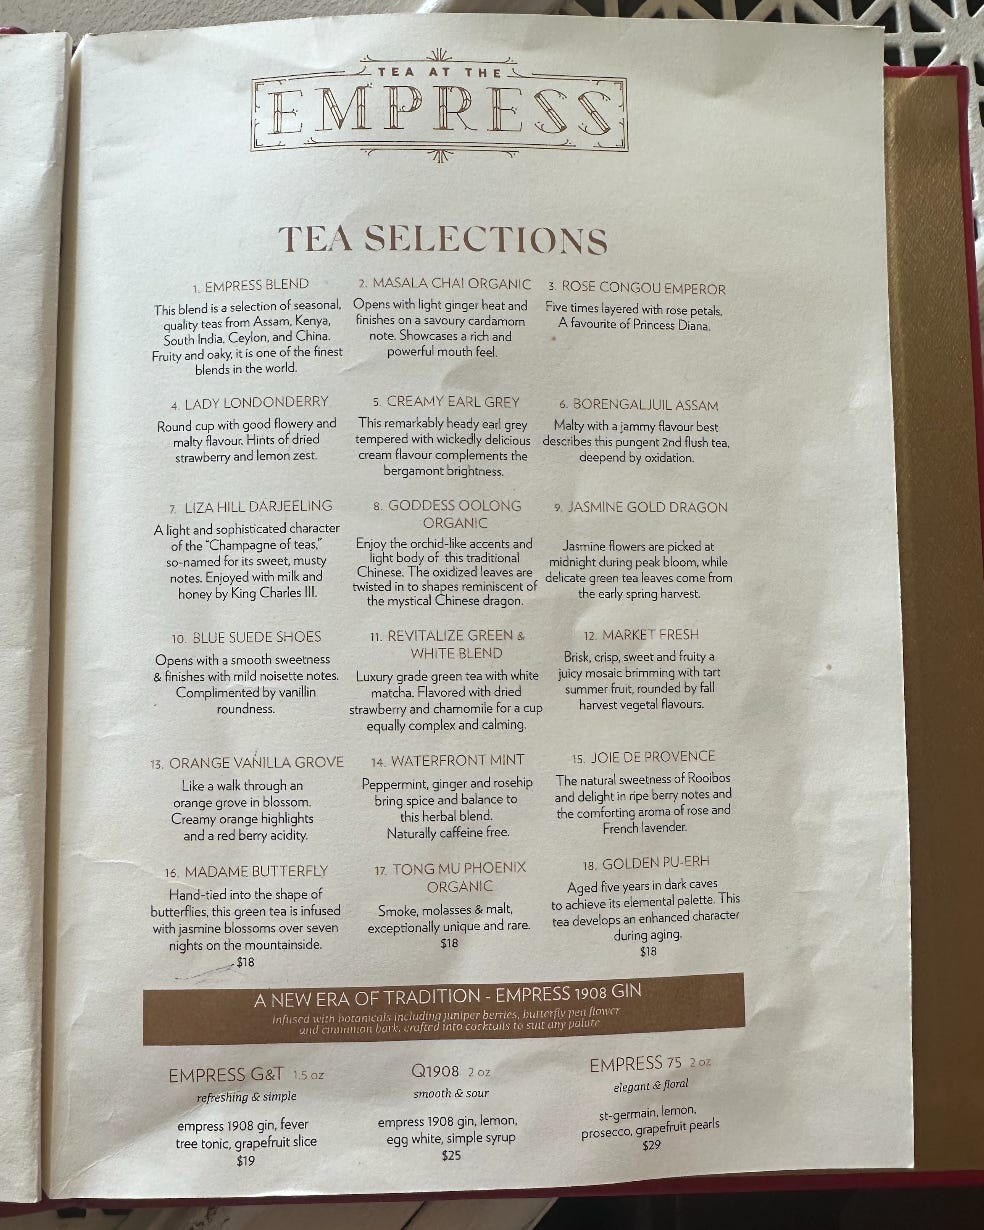 TEA AT THE
EMPRESS
TEA SELECTIONS
1. EMPRESS BLEND
This blend is a selection of seasonal,
quality teas from Assam, Kenya,
South India, Ceylon, and China.
Fruity and oaky, it is one of the finest
blends in the world.
2. MASALA CHAI ORGANIC
Opens with light ginger heat and
finishes on a savoury cardamom
note. Showcases a rich and
powerful mouth feel.
3. ROSE CONGOU EMPEROR
Five times layered with rose petals.
A favourite of Princess Diana.
4. LADY LONDONDERRY
Round cup with good flowery and
malty flavour. Hints of dried
strawberry and lemon zest.
5. CREAMY EARL GREY
This remarkably heady earl grey
tempered with wickedly delicious
cream flavour complements the
bergamont brightness.
6. BORENGALJUIL ASSAM
Malty with a jammy flavour best
describes this pungent 2nd flush tea,
deepend by oxidation.
7. LIZA HILL DARJEELING
A light and sophisticated character
of the "Champagne of teas,"
so-named for its sweet, musty
notes. Enjoyed with milk and
honey by King Charles III.
8. GODDESS OOLONG
ORGANIC
Enjoy the orchid-like accents and
light body of this traditional
Chinese. The oxidized leaves are
twisted in to shapes reminiscent of
the mystical Chinese dragon.
9. JASMINE GOLD DRAGON
Jasmine flowers are picked at
midnight during peak bloom, while
delicate green tea leaves come from
the early spring harvest.
10. BLUE SUEDE SHOES
Opens with a smooth sweetness
& finishes with mild noisette notes.
Complimented by vanillin
roundness.
11. REVITALIZE GREEN &
WHITE BLEND
Luxury grade green tea with white
matcha. Flavored with dried
strawberry and chamomile for a cup
equally complex and calming.
12. MARKET FRESH
Brisk, crisp, sweet and fruity a
juicy mosaic brimming with tart
summer fruit, rounded by fall
harvest vegetal flavours.
13. ORANGE VANILLA GROVE
Like a walk through an
orange grove in blossom.
Creamy orange highlights
and a red berry acidity.
14. WATERFRONT MINT
Peppermint, ginger and rosehip
bring spice and balance to
this herbal blend.
Naturally caffeine free.
15. JOIE DE PROVENCE
The natural sweetness of Rooibos
and delight in ripe berry notes and
the comforting aroma of rose and
French lavender.
16. MADAME BUTTERFLY
Hand-tied into the shape of
butterflies, this green tea is infused
with jasmine blossoms over seven
nights on the mountainside.
$18
17. TONG MU PHOENIX
ORGANIC
Smoke, molasses & malt,
exceptionally unique and rare.
$18
18. GOLDEN PU-ERH
Aged five years in dark caves
to achieve its elemental palette. This
tea develops an enhanced character
during aging.
$18
A NEW ERA OF TRADITION - EMPRESS 1908 GIN
infused with botanicals including juniper berries, butterfly pea flower
and cinnamon bark, crafted into cocktails to suit any palate
EMPRESS G&T 1.5 oz
refreshing & simple
empress 1908 gin, fever
tree tonic, grapefruit slice
$19
Q1908 2 oz
smooth & sour
empress 1908 gin, lemon,
egg white, simple syrup
$25
EMPRESS 75 2 oz
elegant & floral
st-germain, lemon,
prosecco, grapefruit pearls
$29